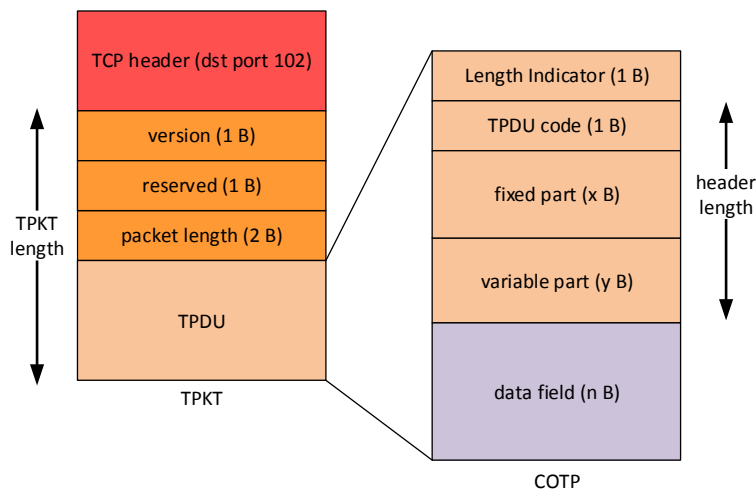 TCP header (dst port 102)
version (1 B)
reserved (1 B)
packet length (2 B)
TPDU
TPKT
TPKT
length
Length Indicator (1 B)
TPDU code (1 B)
fixed part (x B)
variable part (y B)
data field (n B)
COTP
header
length